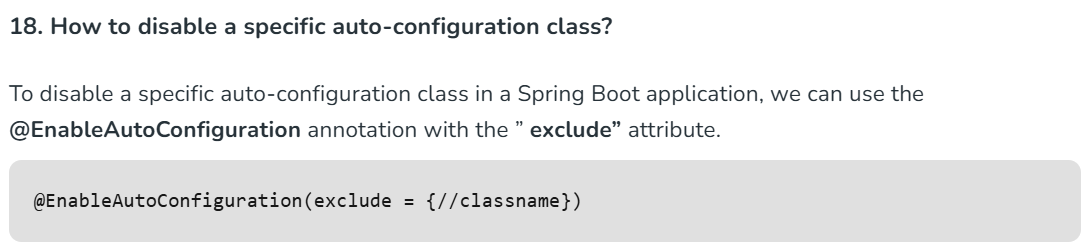 18. How to disable a specific auto-configuration class?
To disable a specific auto-configuration class in a Spring Boot application, we can use the
@EnableAutoConfiguration annotation with the ” exclude” attribute.
@EnableAutoConfiguration(exclude = {//classname})